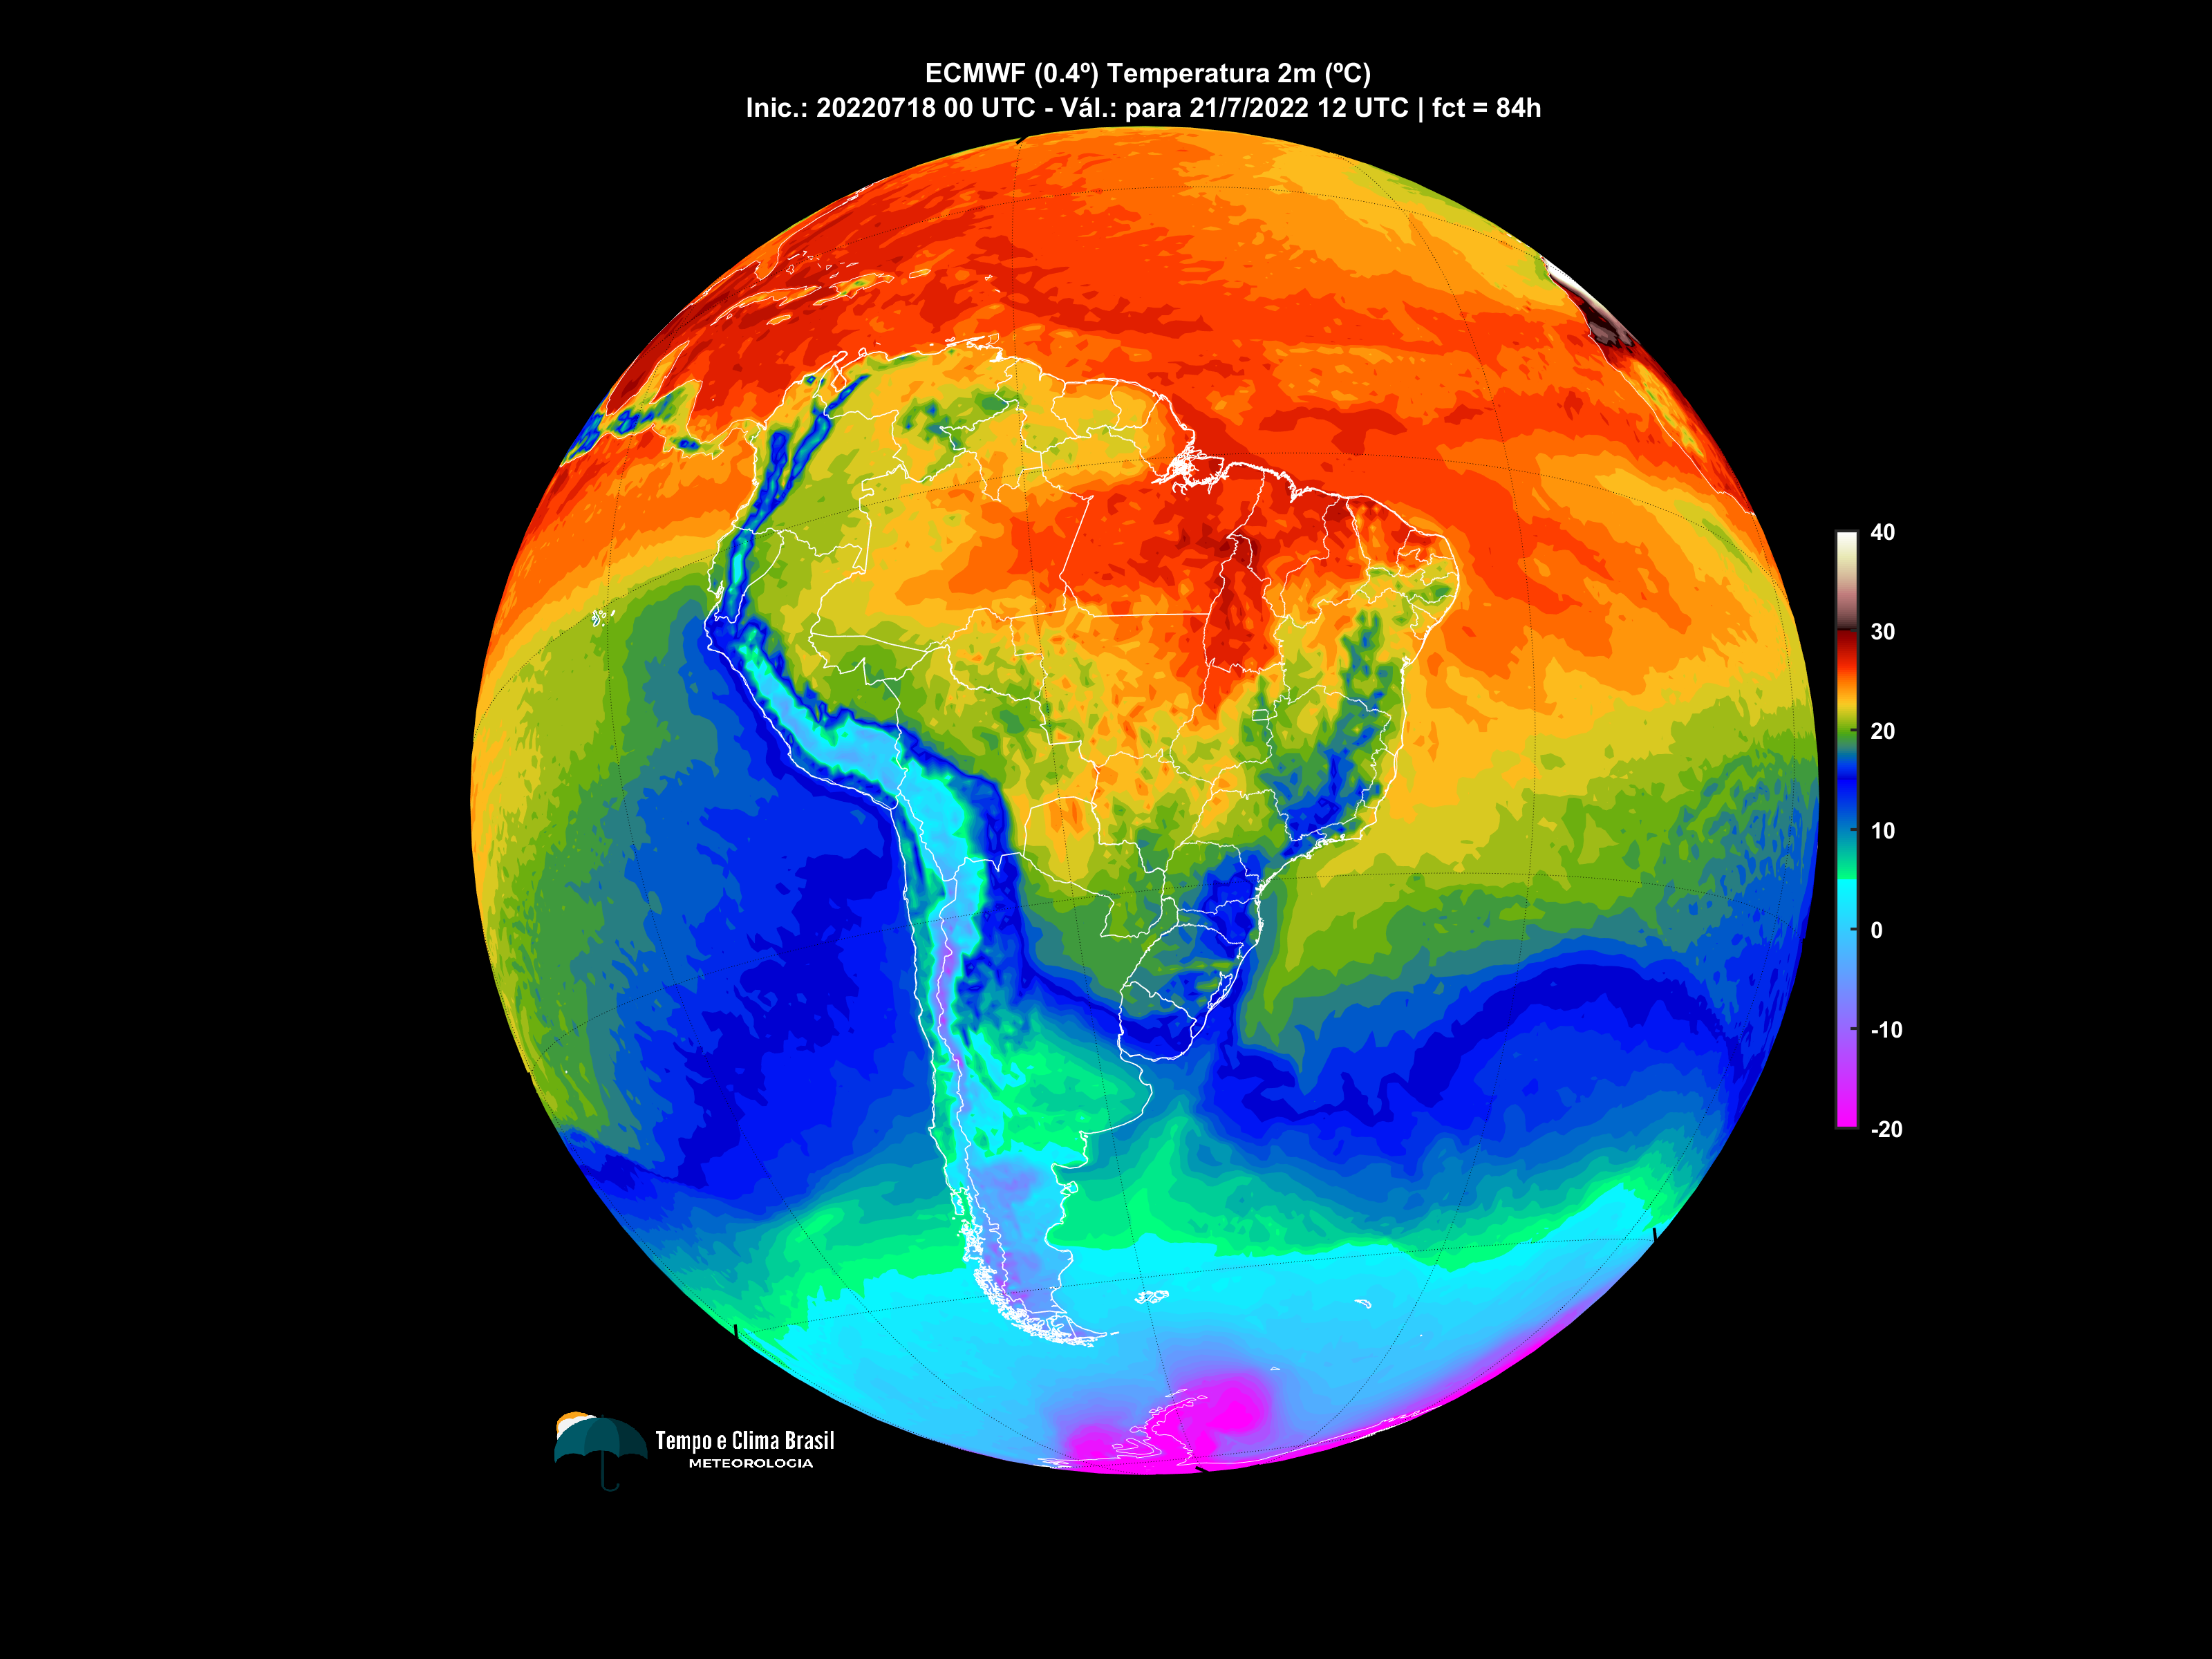 ECMWF (0.4º) Temperatura 2m (ºC)
Inic.: 20220718 00 UTC - Vál.: para 21/7/2022 12 UTC | fct = 84h
40
30
20
10
0
-10
-20
Tempo e Clima Brasil
METEOROLOGIA